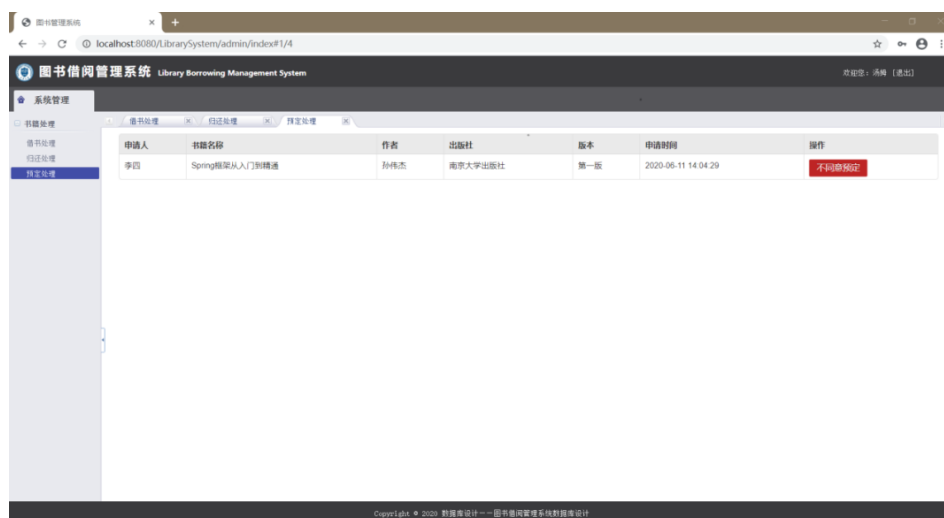 图书管理系统
localhost:8080/LibrarySystem/admin/index#1/4
图书借阅管理系统 Library Borrowing Management System
欢迎您：汤姆 [退出]
系统管理
书籍处理
借书处理
归还处理
预定处理
借书处理 归还处理 预定处理
申请人 书籍名称 作者 出版社 版本 申请时间 操作
李四 Spring框架从入门到精通 孙伟杰 南京大学出版社 第一版 2020-06-11 14:04:29 不同意预定
Copyright © 2020 数据库设计——图书借阅管理系统数据库设计